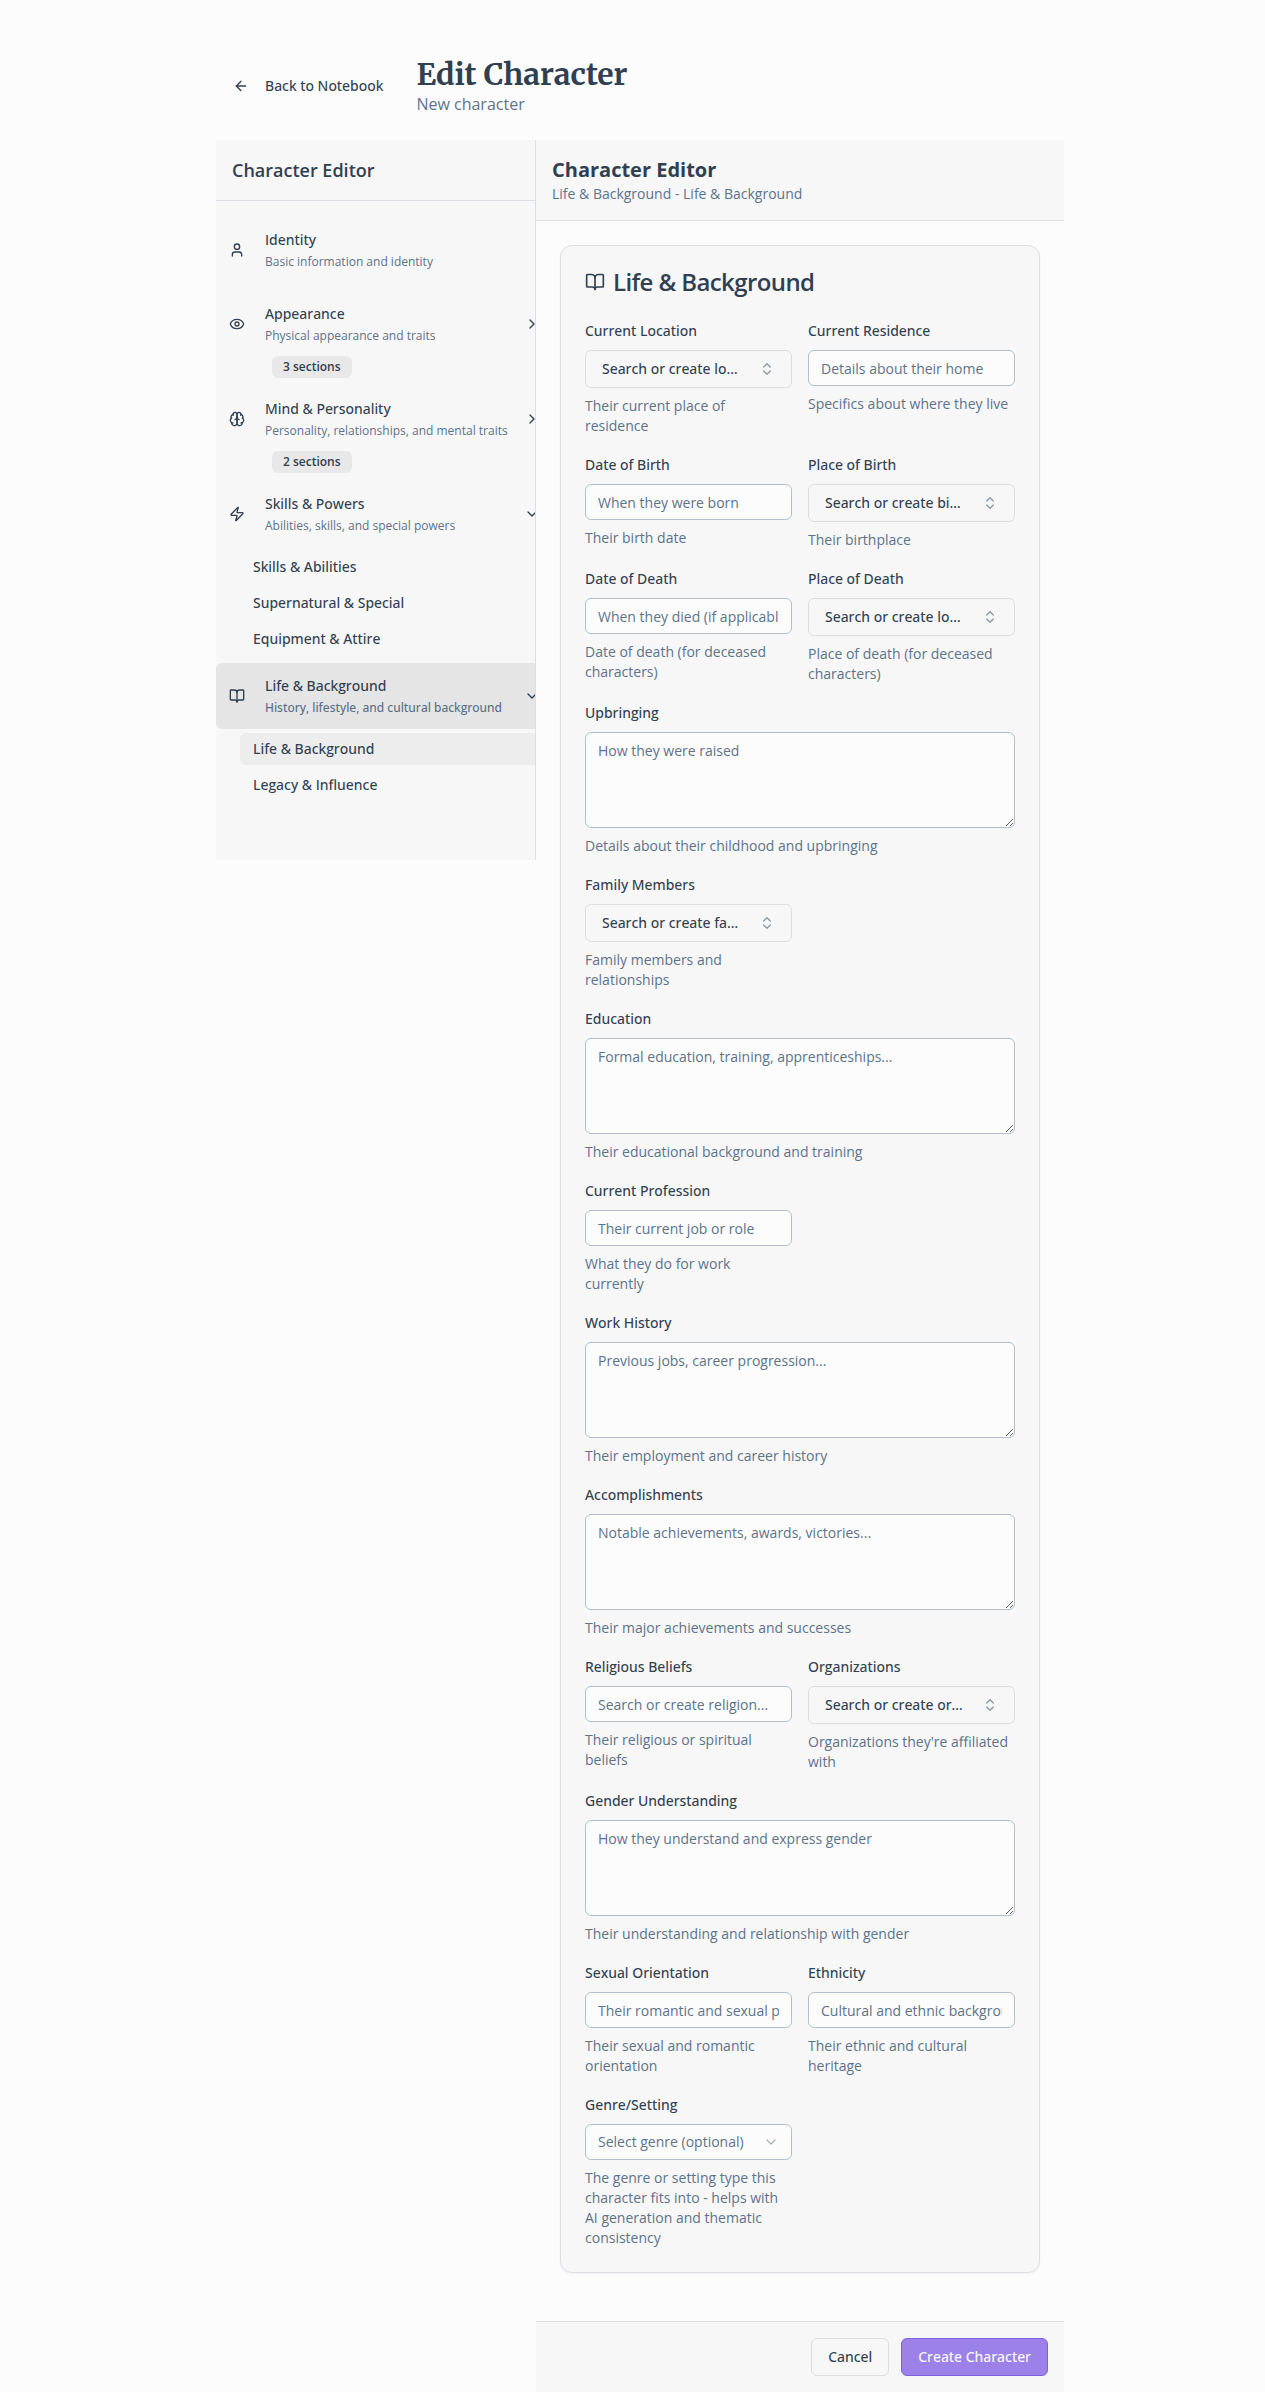 Back to Notebook
Edit Character
New character
Character Editor
Identity
Basic information and identity
Appearance
Physical appearance and traits
3 sections
Mind & Personality
Personality, relationships, and mental traits
2 sections
Skills & Powers
Abilities, skills, and special powers
Skills & Abilities
Supernatural & Special
Equipment & Attire
Life & Background
History, lifestyle, and cultural background
Life & Background
Legacy & Influence
Character Editor
Life & Background - Life & Background
Life & Background
Current Location
Search or create lo...
Their current place of
residence
Current Residence
Details about their home
Specifics about where they live
Date of Birth
When they were born
Their birth date
Place of Birth
Search or create bi...
Their birthplace
Date of Death
When they died (if applicabl
Date of death (for deceased
characters)
Place of Death
Search or create lo...
Place of death (for deceased
characters)
Upbringing
How they were raised
Details about their childhood and upbringing
Family Members
Search or create fa...
Family members and
relationships
Education
Formal education, training, apprenticeships...
Their educational background and training
Current Profession
Their current job or role
What they do for work
currently
Work History
Previous jobs, career progression...
Their employment and career history
Accomplishments
Notable achievements, awards, victories...
Their major achievements and successes
Religious Beliefs
Search or create religion...
Their religious or spiritual
beliefs
Organizations
Search or create or...
Organizations they're affiliated
with
Gender Understanding
How they understand and express gender
Their understanding and relationship with gender
Sexual Orientation
Their romantic and sexual p
Their sexual and romantic
orientation
Ethnicity
Cultural and ethnic backgro
Their ethnic and cultural
heritage
Genre/Setting
Select genre (optional)
The genre or setting type this
character fits into - helps with
AI generation and thematic
consistency
Cancel
Create Character